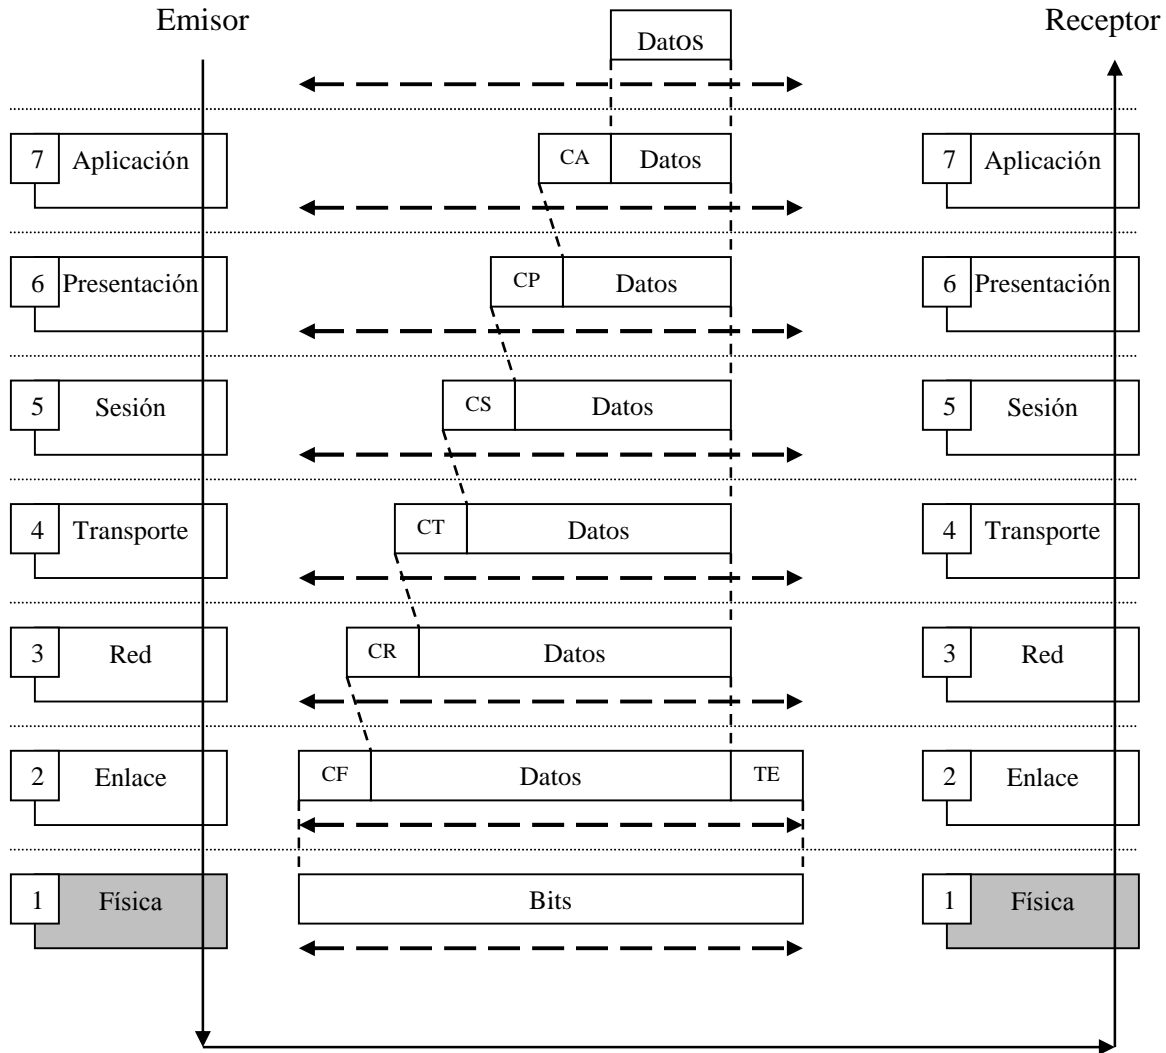 Emisor
Receptor
Datos
7 Aplicación
CA Datos
7 Aplicación
6 Presentación
CP Datos
6 Presentación
5 Sesión
CS Datos
5 Sesión
4 Transporte
CT Datos
4 Transporte
3 Red
CR Datos
3 Red
2 Enlace
CF Datos TE
2 Enlace
1 Física
Bits
1 Física